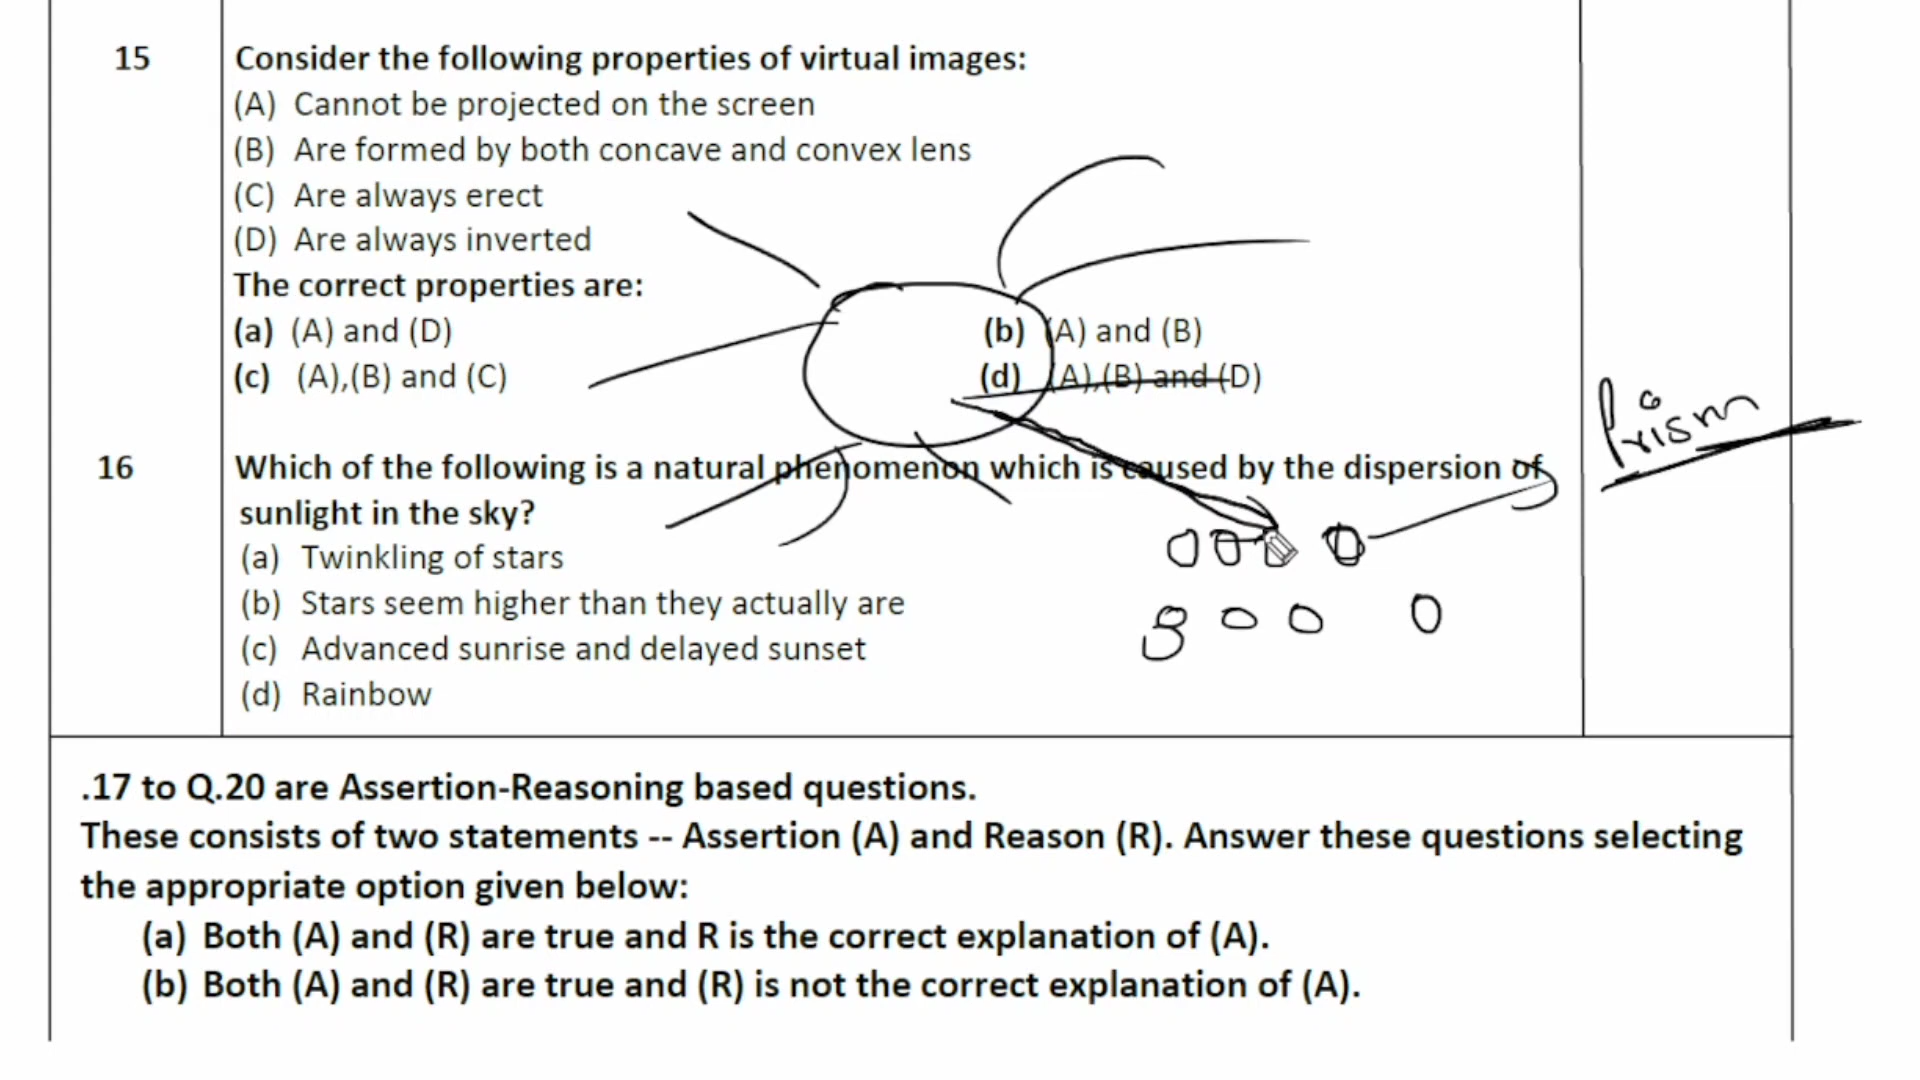 15
Consider the following properties of virtual images:
(A) Cannot be projected on the screen
(B) Are formed by both concave and convex lens
(C) Are always erect
(D) Are always inverted
The correct properties are:
(a) (A) and (D)
(b) (A) and (B)
(c) (A),(B) and (C)
(d) (A),(B) and (D)
Prism
16
Which of the following is a natural phenomenon which is caused by the dispersion of
sunlight in the sky?
(a) Twinkling of stars
(b) Stars seem higher than they actually are
(c) Advanced sunrise and delayed sunset
(d) Rainbow
.17 to Q.20 are Assertion-Reasoning based questions.
These consists of two statements -- Assertion (A) and Reason (R). Answer these questions selecting
the appropriate option given below:
(a) Both (A) and (R) are true and R is the correct explanation of (A).
(b) Both (A) and (R) are true and (R) is not the correct explanation of (A).